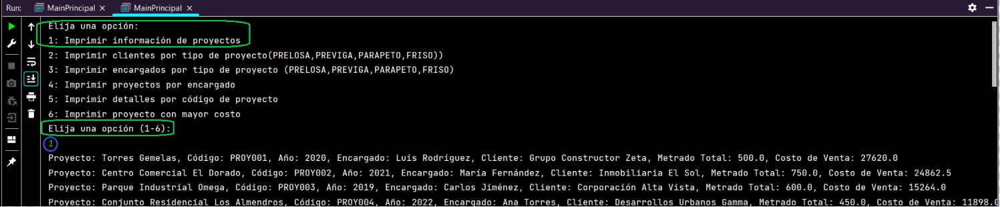 Run: MainPrincipal × MainPrincipal ×
Elija una opción:
1: Imprimir información de proyectos
2: Imprimir clientes por tipo de proyecto(PRELOSA,PREVIGA,PARAPETO,FRISO))
3: Imprimir encargados por tipo de proyecto (PRELOSA,PREVIGA,PARAPETO,FRISO)
4: Imprimir proyectos por encargado
5: Imprimir detalles por código de proyecto
6: Imprimir proyecto con mayor costo
Elija una opción (1-6):
1
Proyecto: Torres Gemelas, Código: PROY001, Año: 2020, Encargado: Luis Rodríguez, Cliente: Grupo Constructor Zeta, Metrado Total: 500.0, Costo de Venta: 27620.0
Proyecto: Centro Comercial El Dorado, Código: PROY002, Año: 2021, Encargado: María Fernández, Cliente: Inmobiliaria El Sol, Metrado Total: 750.0, Costo de Venta: 24862.5
Proyecto: Parque Industrial Omega, Código: PROY003, Año: 2019, Encargado: Carlos Jiménez, Cliente: Corporación Alta Vista, Metrado Total: 600.0, Costo de Venta: 15264.0
Proyecto: Conjunto Residencial Los Almendros, Código: PROY004, Año: 2022, Encargado: Ana Torres, Cliente: Desarrollos Urbanos Gamma, Metrado Total: 450.0, Costo de Venta: 11898.0